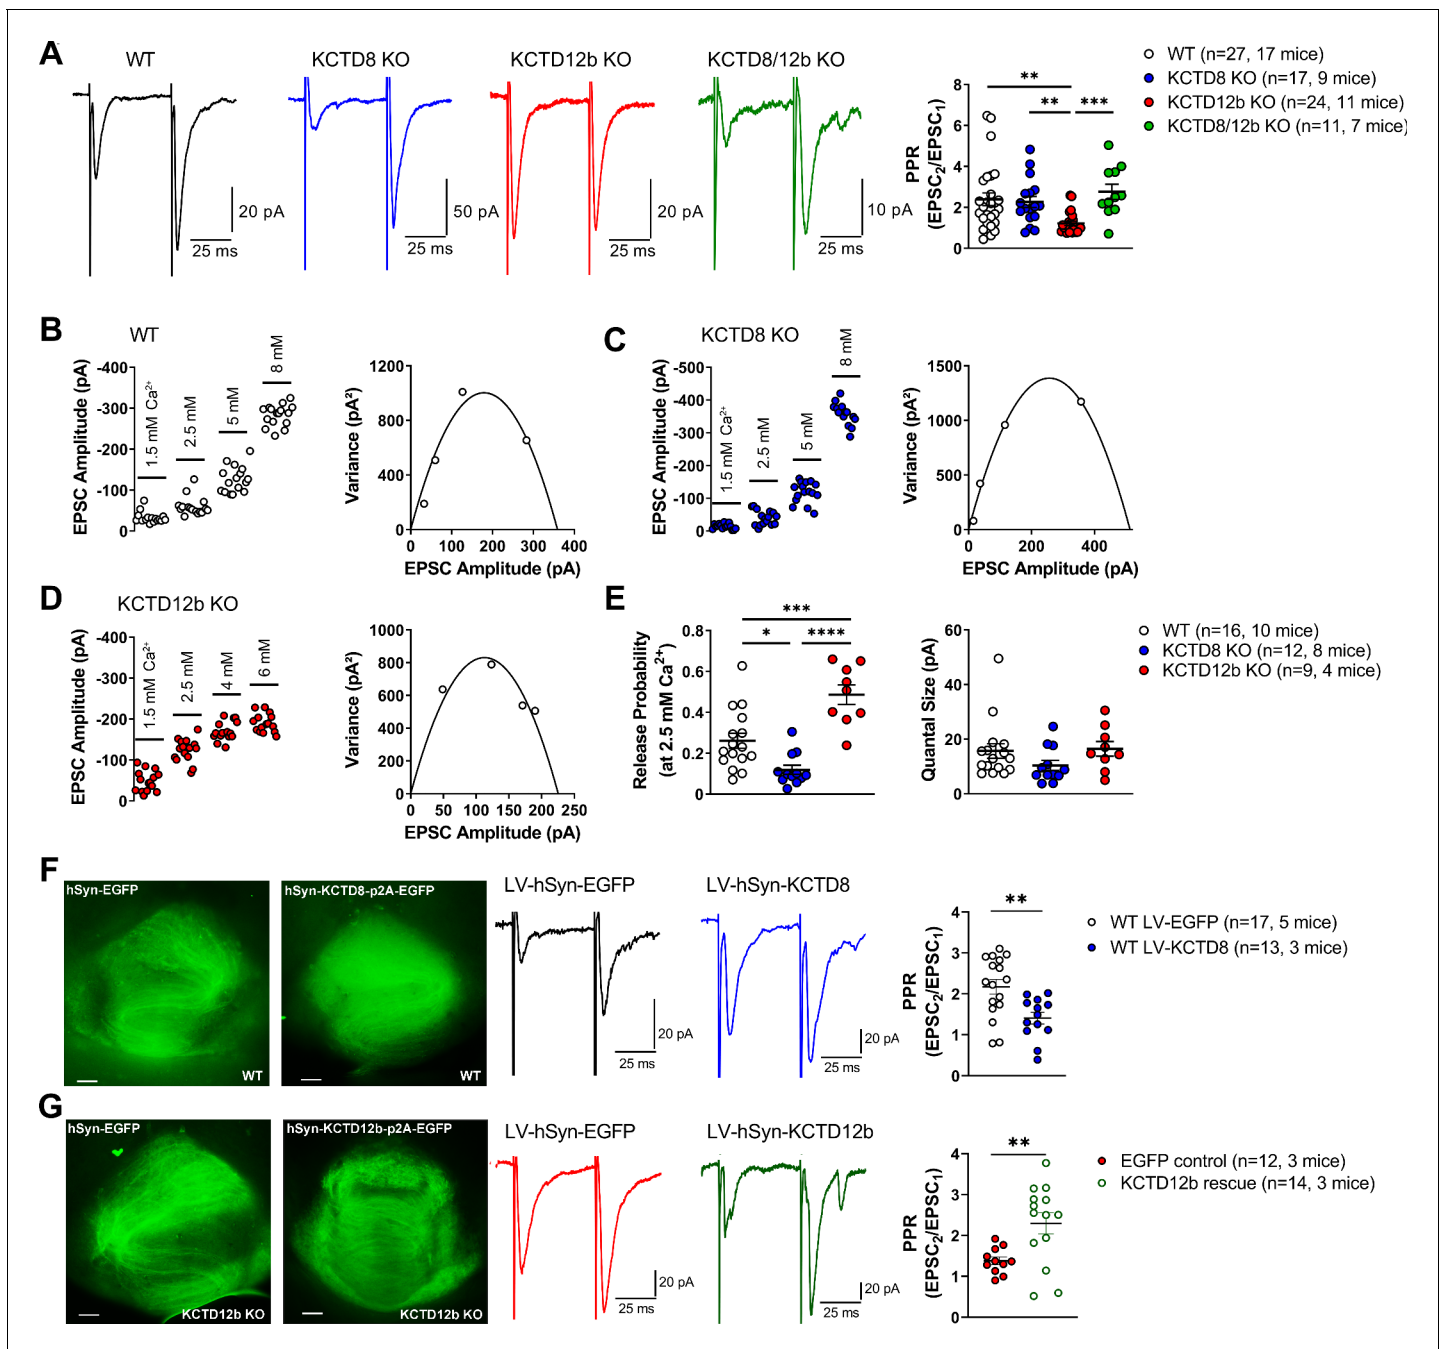 A
WT
KCTD8 KO
KCTD12b KO
KCTD8/12b KO
20 pA
25 ms
50 pA
25 ms
20 pA
25 ms
10 pA
25 ms
PPR
(EPSC2/EPSC1)
8
6
4
2
0
**
** ***
WT (n=27, 17 mice)
KCTD8 KO (n=17, 9 mice)
KCTD12b KO (n=24, 11 mice)
KCTD8/12b KO (n=11, 7 mice)
B
WT
EPSC Amplitude (pA)
-400
-300
-200
-100
0
1.5 mM Ca2+
2.5 mM
5 mM
8 mM
Variance (pA²)
1200
800
400
0
0 100 200 300 400
EPSC Amplitude (pA)
C
KCTD8 KO
EPSC Amplitude (pA)
-500
-400
-300
-200
-100
0
1.5 mM Ca2+
2.5 mM
5 mM
8 mM
Variance (pA²)
1500
1000
500
0
0 200 400
EPSC Amplitude (pA)
D
KCTD12b KO
EPSC Amplitude (pA)
-400
-300
-200
-100
0
1.5 mM Ca2+
2.5 mM
4 mM
6 mM
Variance (pA²)
1000
800
600
400
200
0
0 50 100 150 200 250
EPSC Amplitude (pA)
E
Release Probability
(at 2.5 mM Ca2+)
0.8
0.6
0.4
0.2
0
***
* ****
Quantal Size (pA)
60
40
20
0
WT (n=16, 10 mice)
KCTD8 KO (n=12, 8 mice)
KCTD12b KO (n=9, 4 mice)
F
hSyn-EGFP
WT
hSyn-KCTD8-p2A-EGFP
WT
LV-hSyn-EGFP
20 pA
25 ms
LV-hSyn-KCTD8
20 pA
25 ms
PPR
(EPSC2/EPSC1)
4
3
2
1
0
**
WT LV-EGFP (n=17, 5 mice)
WT LV-KCTD8 (n=13, 3 mice)
G
hSyn-EGFP
KCTD12b KO
hSyn-KCTD12b-p2A-EGFP
KCTD12b KO
LV-hSyn-EGFP
20 pA
25 ms
LV-hSyn-KCTD12b
20 pA
25 ms
PPR
(EPSC2/EPSC1)
4
3
2
1
0
**
EGFP control (n=12, 3 mice)
KCTD12b rescue (n=14, 3 mice)